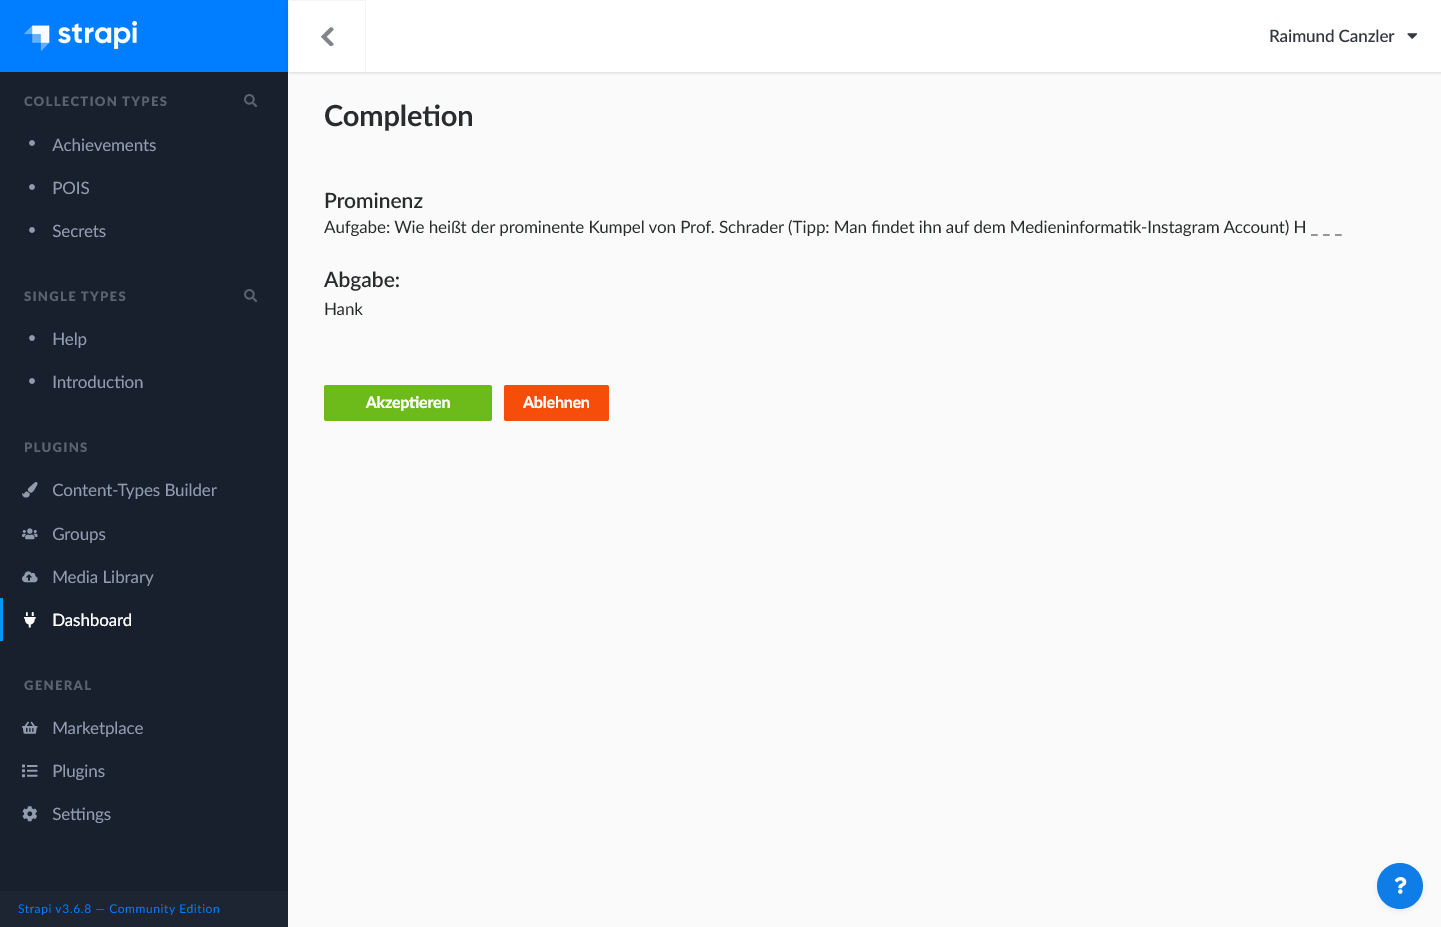 strapi
Raimund Canzler
COLLECTION TYPES
Achievements
POIS
Secrets
SINGLE TYPES
Help
Introduction
PLUGINS
Content-Types Builder
Groups
Media Library
Dashboard
GENERAL
Marketplace
Plugins
Settings
Strapi v3.6.8 — Community Edition
Completion
Prominenz
Aufgabe: Wie heißt der prominente Kumpel von Prof. Schrader (Tipp: Man findet ihn auf dem Medieninformatik-Instagram Account) H _ _ _
Abgabe:
Hank
Akzeptieren
Ablehnen
?